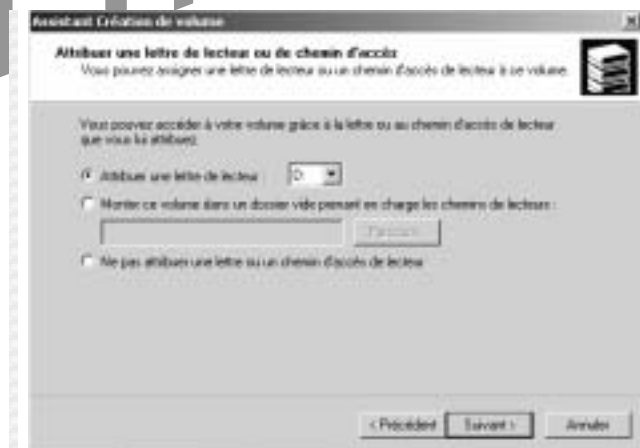 Assistant Création de volume
Attribuer une lettre de lecteur ou de chemin d'accès
Vous pouvez assigner une lettre de lecteur ou un chemin d'accès de lecteur à ce volume.
Vous pouvez accéder à votre volume grâce à la lettre ou au chemin d'accès de lecteur
que vous lui attribuez.
Attribuer une lettre de lecteur : D:
Monter ce volume dans un dossier vide prenant en charge les chemins de lecteurs :
Parcourir...
Ne pas attribuer une lettre ou un chemin d'accès de lecteur
< Précédent Suivant > Annuler